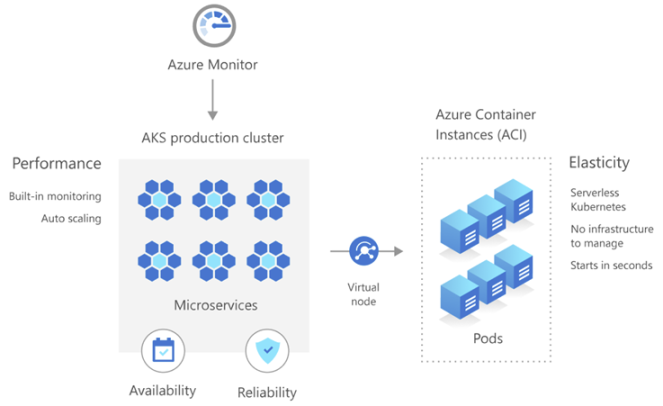 Azure Monitor
AKS production cluster
Performance
Built-in monitoring
Auto scaling
Microservices
Availability
Reliability
Virtual
node
Azure Container
Instances (ACI)
Pods
Elasticity
Serverless
Kubernetes
No infrastructure
to manage
Starts in seconds